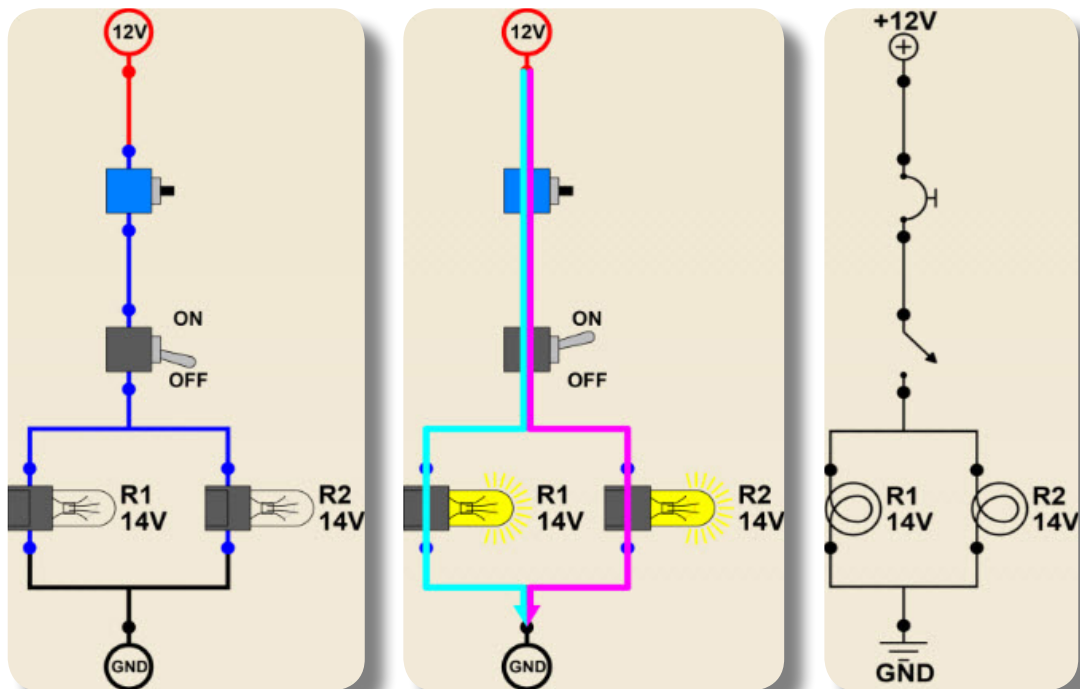 12V
ON
OFF
R1
14V
R2
14V
GND
12V
ON
OFF
R1
14V
R2
14V
GND
+12V
R1
14V
R2
14V
GND